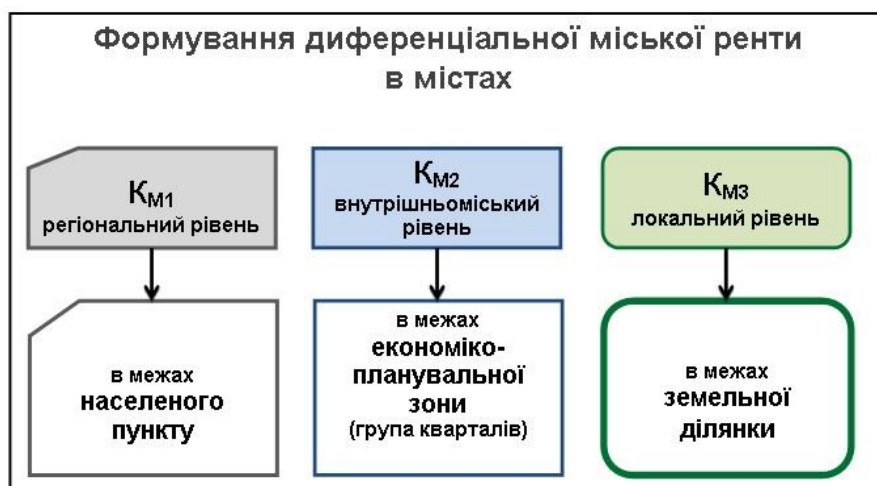 Формування диференціальної міської ренти
в містах
КМ1
регіональний рівень
КМ2
внутрішньоміський
рівень
КМ3
локальний рівень
в межах
населеного
пункту
в межах
економіко-
планувальної
зони
(група кварталів)
в межах
земельної
ділянки